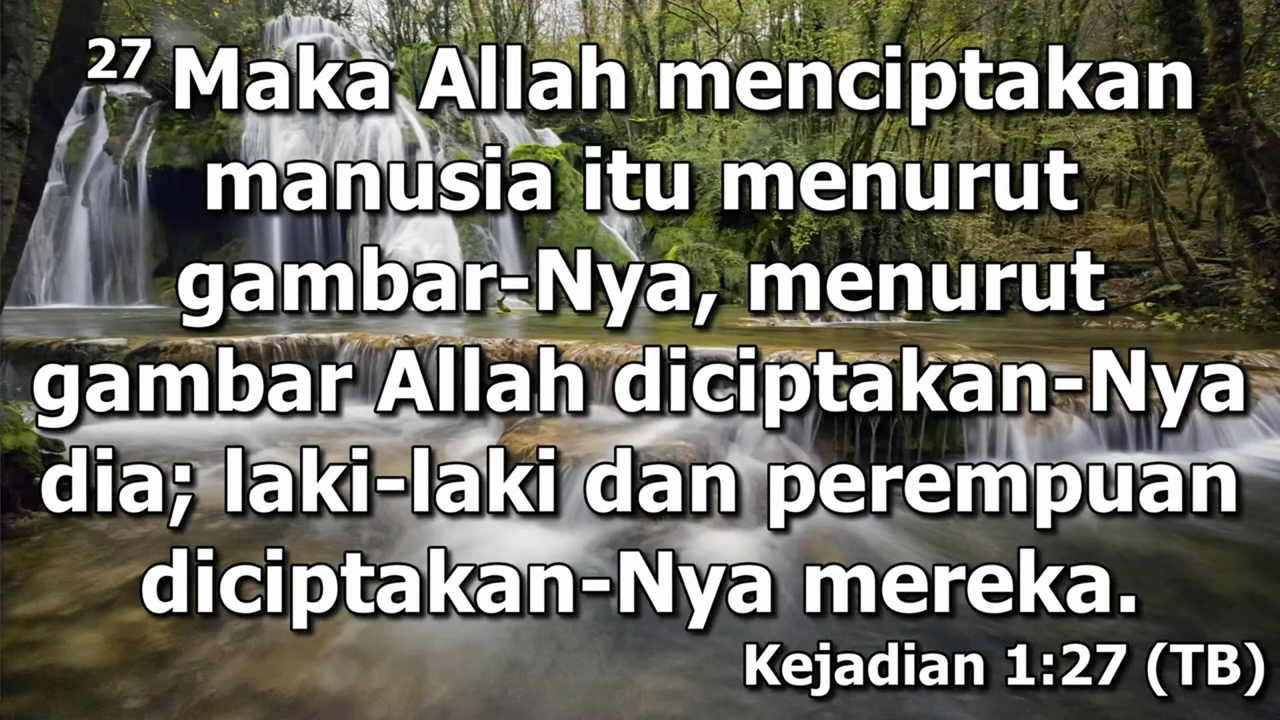 27 Maka Allah menciptakan
manusia itu menurut
gambar-Nya, menurut
gambar Allah diciptakan-Nya
dia; laki-laki dan perempuan
diciptakan-Nya mereka.
Kejadian 1:27 (TB)